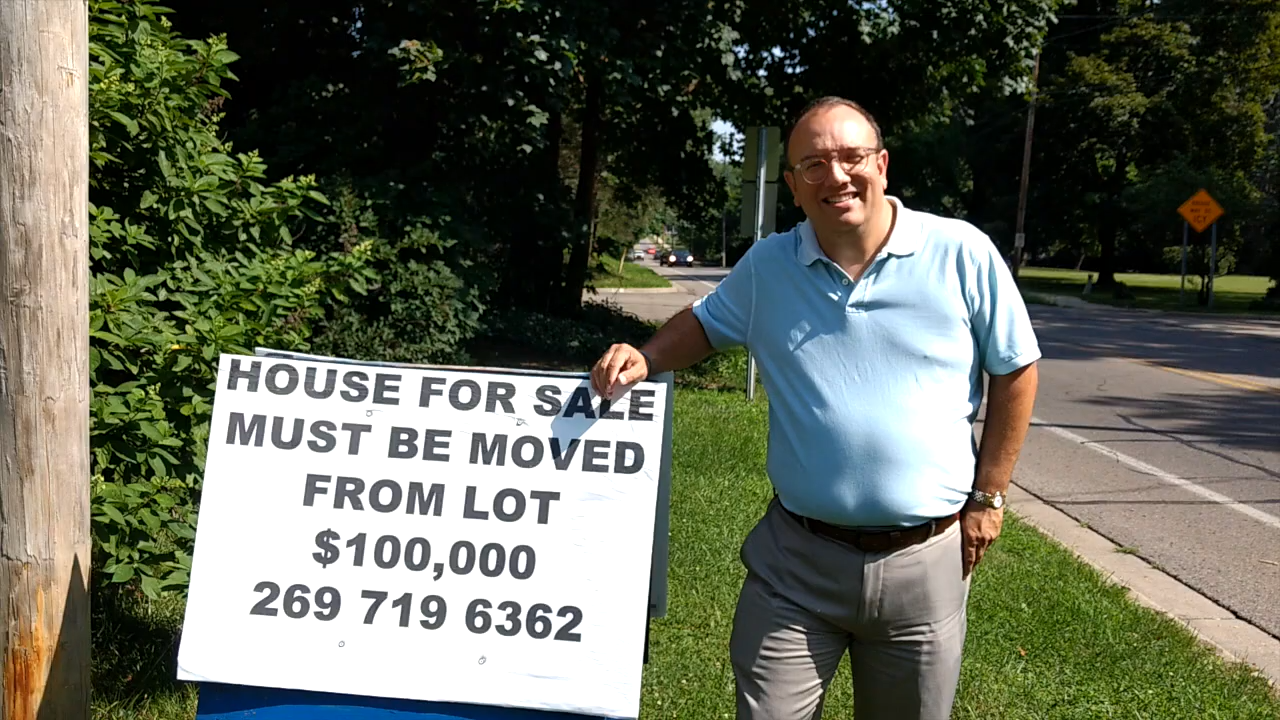 HOUSE FOR SALE
MUST BE MOVED
FROM LOT
$100,000
269 719 6362